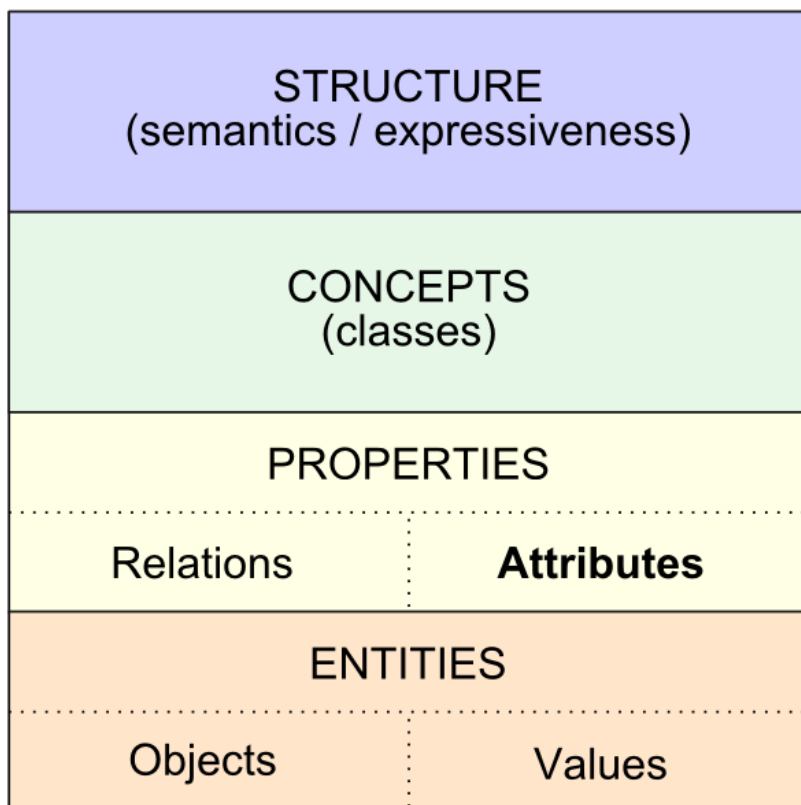 STRUCTURE
(semantics / expressiveness)
CONCEPTS
(classes)
PROPERTIES
Relations
Attributes
ENTITIES
Objects
Values